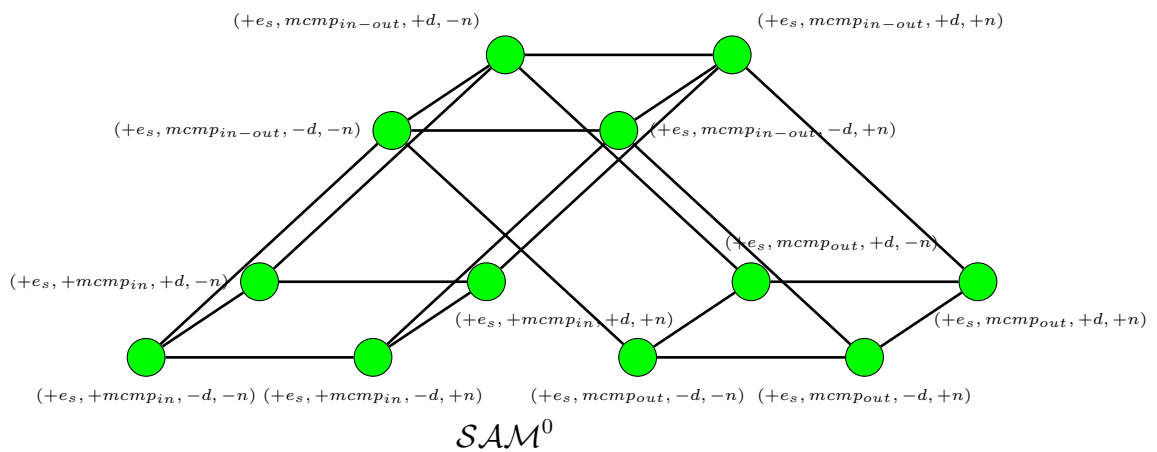 (+e_s, mcmp_{in−out}, +d, −n)
(+e_s, mcmp_{in−out}, +d, +n)
(+e_s, mcmp_{in−out}, −d, −n)
(+e_s, mcmp_{in−out}, −d, +n)
(+e_s, mcmp_{out}, +d, −n)
(+e_s, +mcmp_{in}, +d, −n)
(+e_s, +mcmp_{in}, +d, +n)
(+e_s, mcmp_{out}, +d, +n)
(+e_s, +mcmp_{in}, −d, −n)
(+e_s, +mcmp_{in}, −d, +n)
(+e_s, mcmp_{out}, −d, −n)
(+e_s, mcmp_{out}, −d, +n)
𝒮𝒜ℳ^0